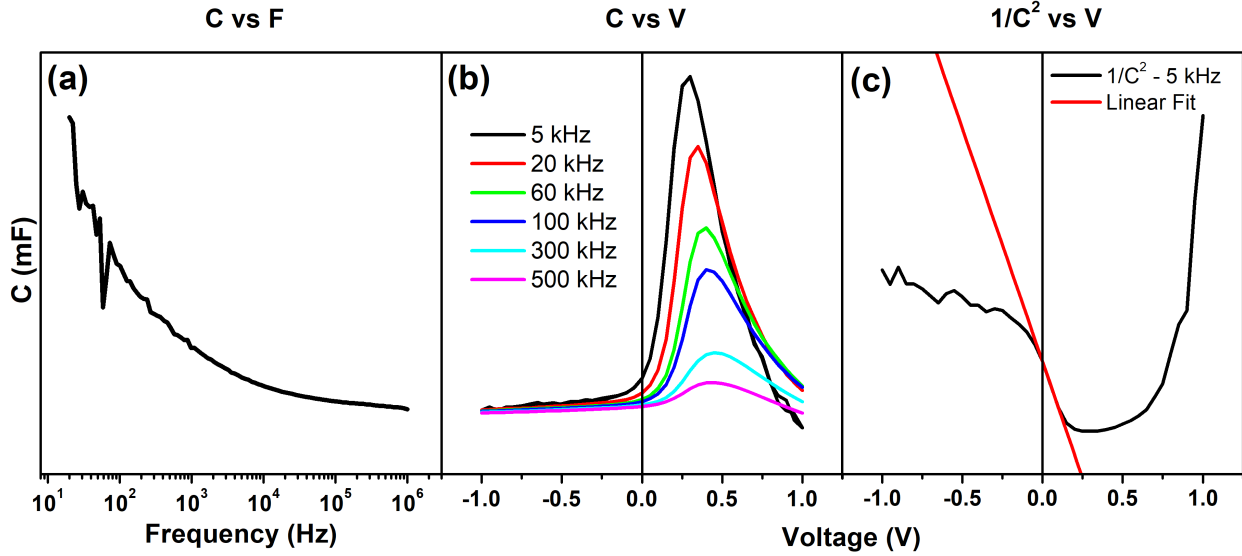 C vs F
C vs V
1/C² vs V
(a)
(b)
(c)
5 kHz
20 kHz
60 kHz
100 kHz
300 kHz
500 kHz
1/C² - 5 kHz
Linear Fit
C (mF)
10¹ 10² 10³ 10⁴ 10⁵ 10⁶
-1.0 -0.5 0.0 0.5 1.0
-1.0 -0.5 0.0 0.5 1.0
Frequency (Hz)
Voltage (V)